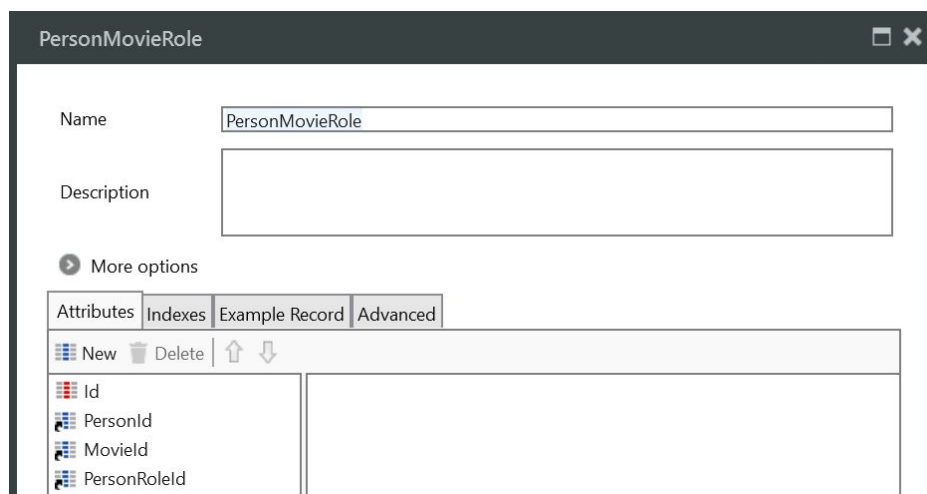 PersonMovieRole
Name PersonMovieRole
Description
More options
Attributes Indexes Example Record Advanced
New Delete
Id
PersonId
MovieId
PersonRoleId